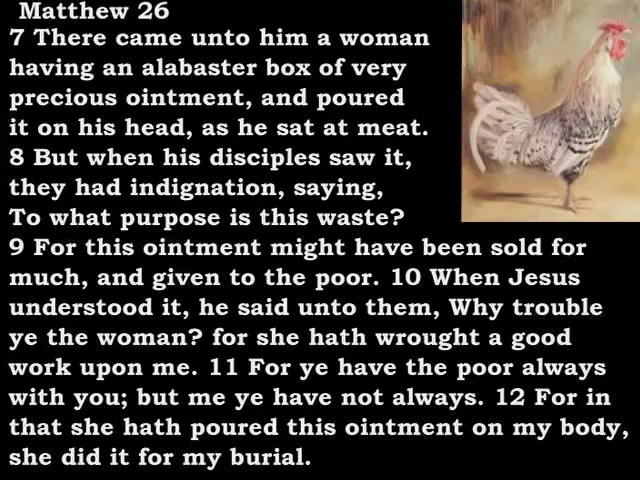 Matthew 26
7 There came unto him a woman
having an alabaster box of very
precious ointment, and poured
it on his head, as he sat at meat.
8 But when his disciples saw it,
they had indignation, saying,
To what purpose is this waste?
9 For this ointment might have been sold for
much, and given to the poor. 10 When Jesus
understood it, he said unto them, Why trouble
ye the woman? for she hath wrought a good
work upon me. 11 For ye have the poor always
with you; but me ye have not always. 12 For in
that she hath poured this ointment on my body,
she did it for my burial.